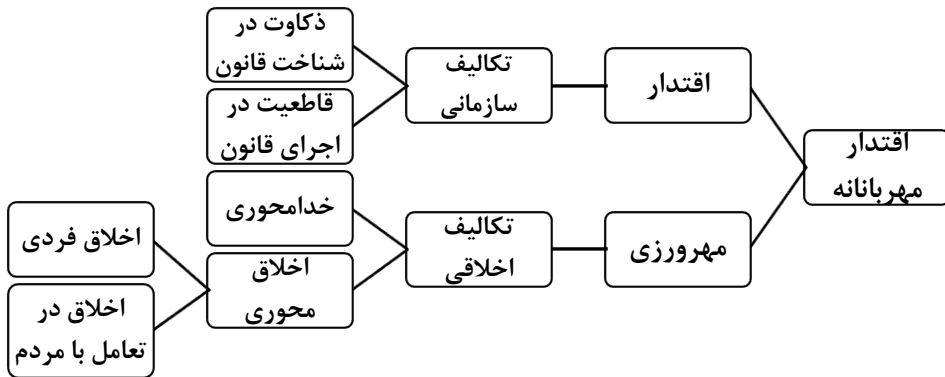 اقتدار
مهربانانه
اقتدار
تکالیف
سازمانی
ذکاوت در
شناخت قانون
قاطعیت در
اجرای قانون
مهرورزی
تکالیف
اخلاقی
خدامحوری
اخلاق
محوری
اخلاق فردی
اخلاق در
تعامل با مردم